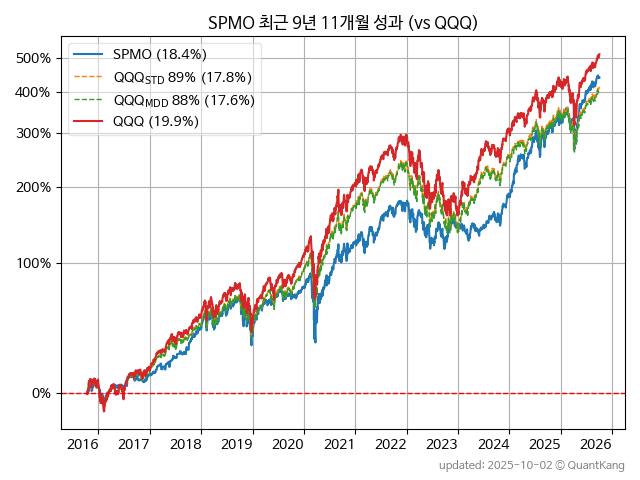 SPMO 최근 9년 11개월 성과 (vs QQQ)
SPMO (18.4%)
QQQSTD 89% (17.8%)
QQQMDD 88% (17.6%)
QQQ (19.9%)
500%
400%
300%
200%
100%
0%
2016 2017 2018 2019 2020 2021 2022 2023 2024 2025 2026
updated: 2025-10-02 © QuantKang